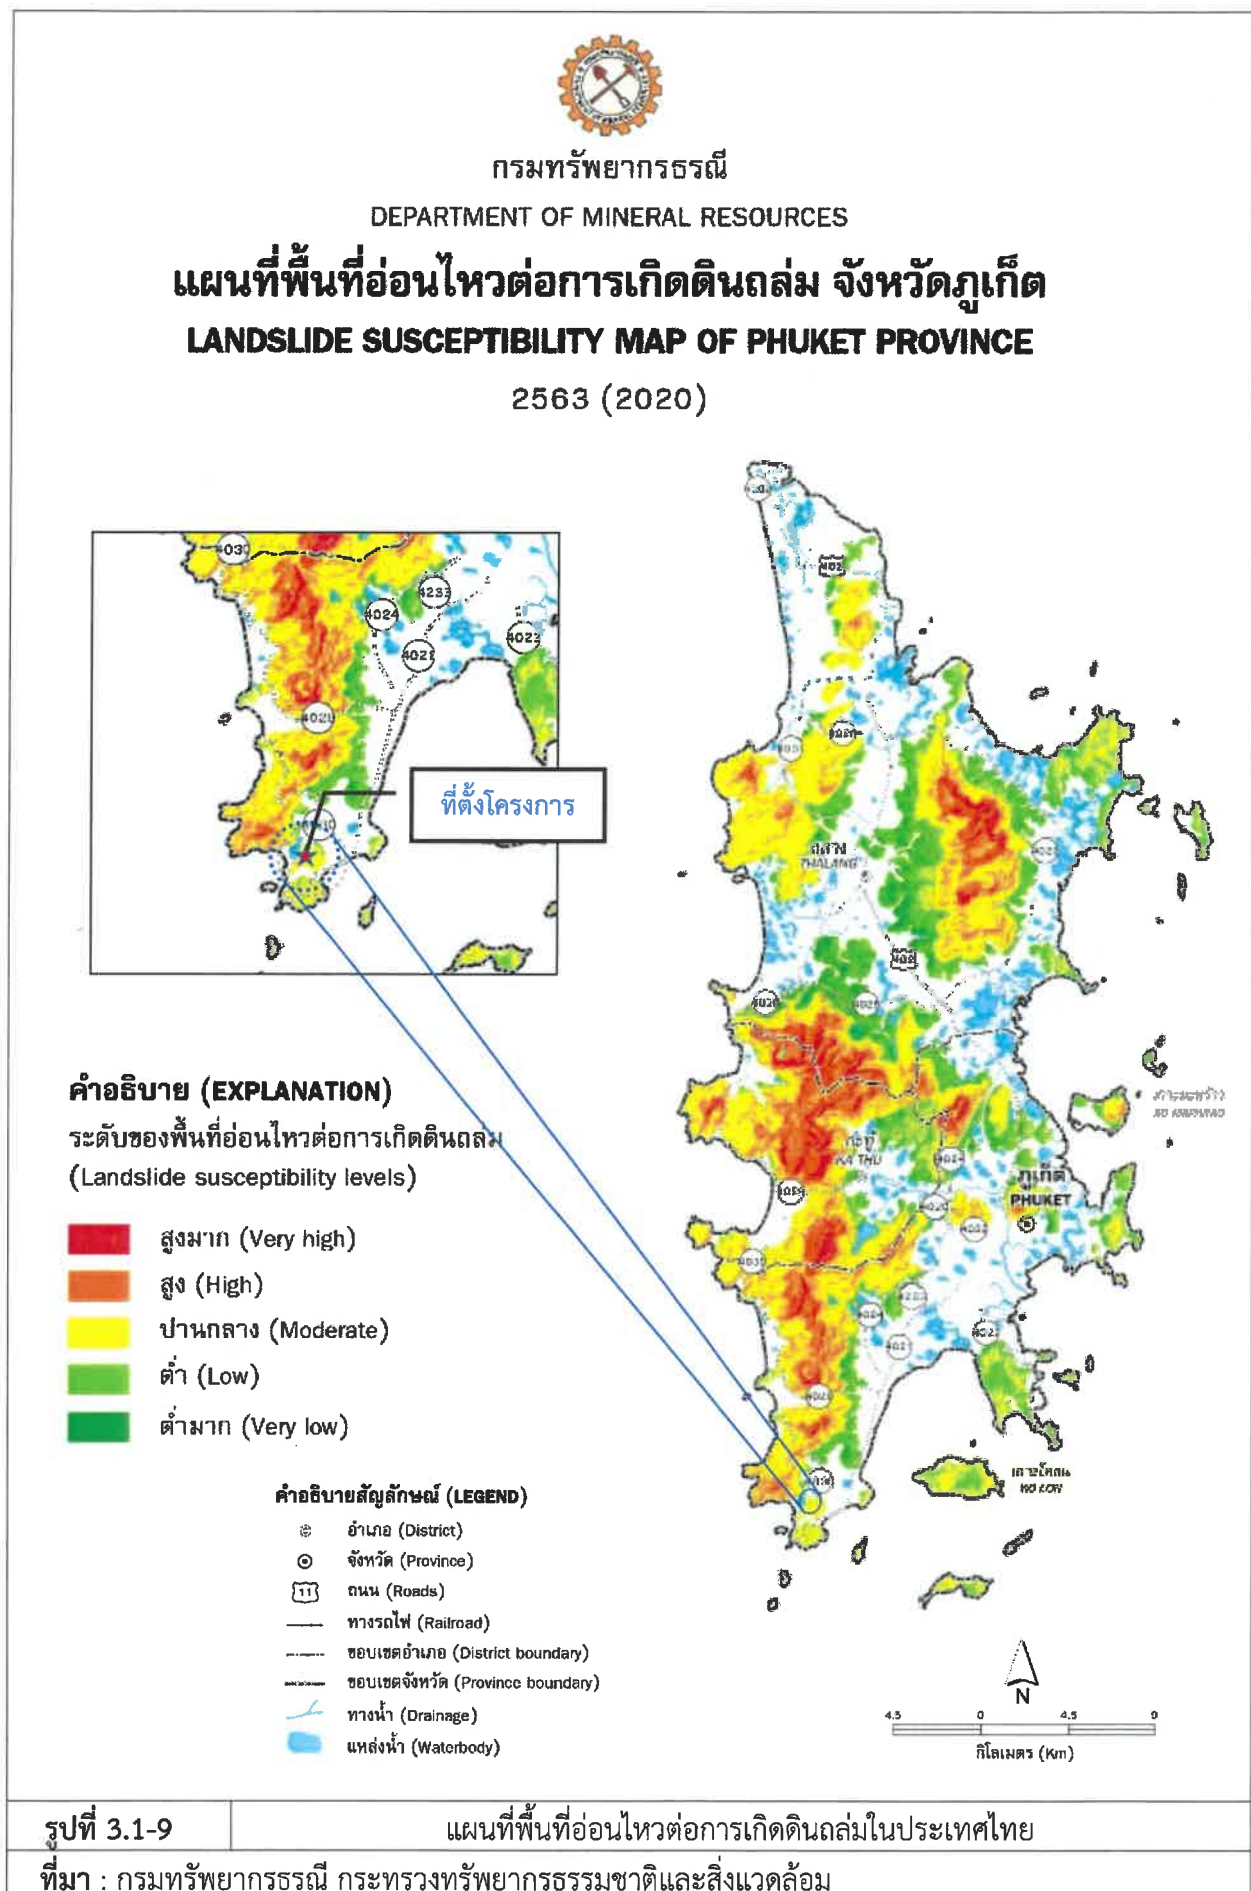 กรมทรัพยากรธรณี
DEPARTMENT OF MINERAL RESOURCES
แผนที่พื้นที่อ่อนไหวต่อการเกิดดินถล่ม จังหวัดภูเก็ต
LANDSLIDE SUSCEPTIBILITY MAP OF PHUKET PROVINCE
2563 (2020)
4233
4024
4022
ที่ตั้งโครงการ
402
ถลาง
THALANG
402
4025
กะทู้
KA THU
4024
4020
ภูเก็ต
PHUKET
คำอธิบาย (EXPLANATION)
ระดับของพื้นที่อ่อนไหวต่อการเกิดดินถล่ม
(Landslide susceptibility levels)
สูงมาก (Very high)
สูง (High)
ปานกลาง (Moderate)
ต่ำ (Low)
ต่ำมาก (Very low)
คำอธิบายสัญลักษณ์ (LEGEND)
อำเภอ (District)
จังหวัด (Province)
11 ถนน (Roads)
ทางรถไฟ (Railroad)
ขอบเขตอำเภอ (District boundary)
ขอบเขตจังหวัด (Province boundary)
ทางน้ำ (Drainage)
แหล่งน้ำ (Waterbody)
N
4.5 0 4.5 9
กิโลเมตร (Km)
รูปที่ 3.1-9 แผนที่พื้นที่อ่อนไหวต่อการเกิดดินถล่มในประเทศไทย
ที่มา : กรมทรัพยากรธรณี กระทรวงทรัพยากรธรรมชาติและสิ่งแวดล้อม